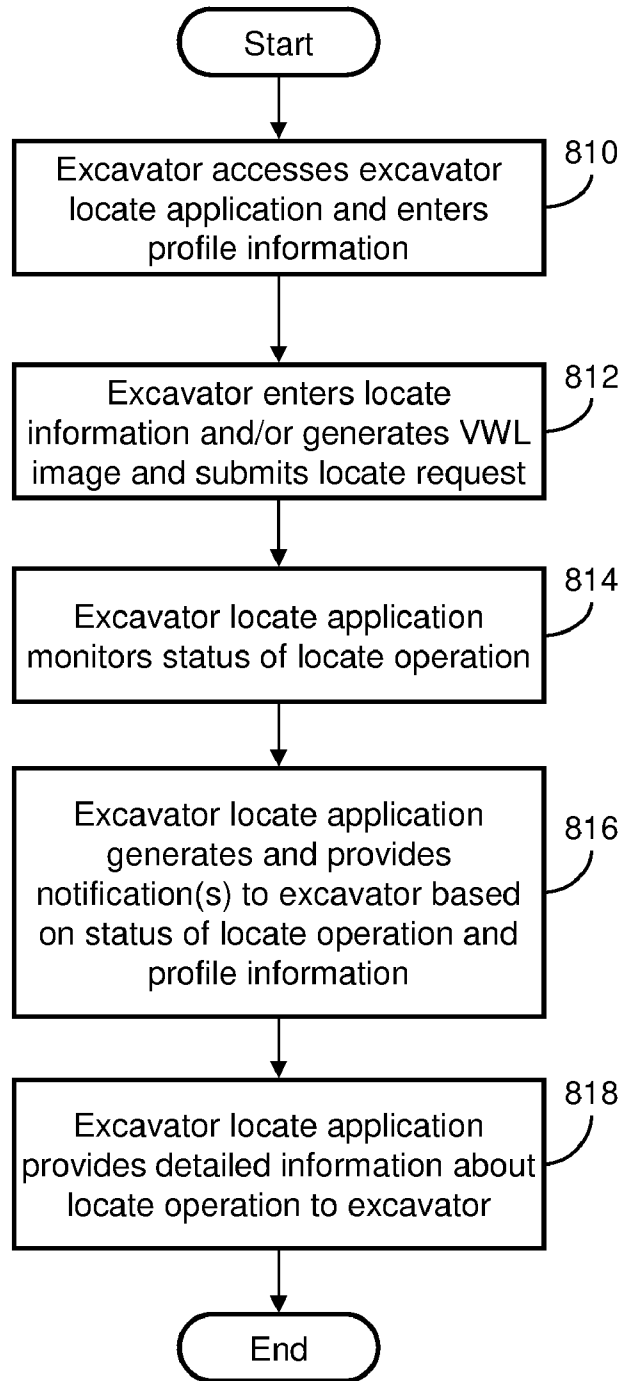 Start
810
Excavator accesses excavator
locate application and enters
profile information
812
Excavator enters locate
information and/or generates VWL
image and submits locate request
814
Excavator locate application
monitors status of locate operation
816
Excavator locate application
generates and provides
notification(s) to excavator based
on status of locate operation and
profile information
818
Excavator locate application
provides detailed information about
locate operation to excavator
End